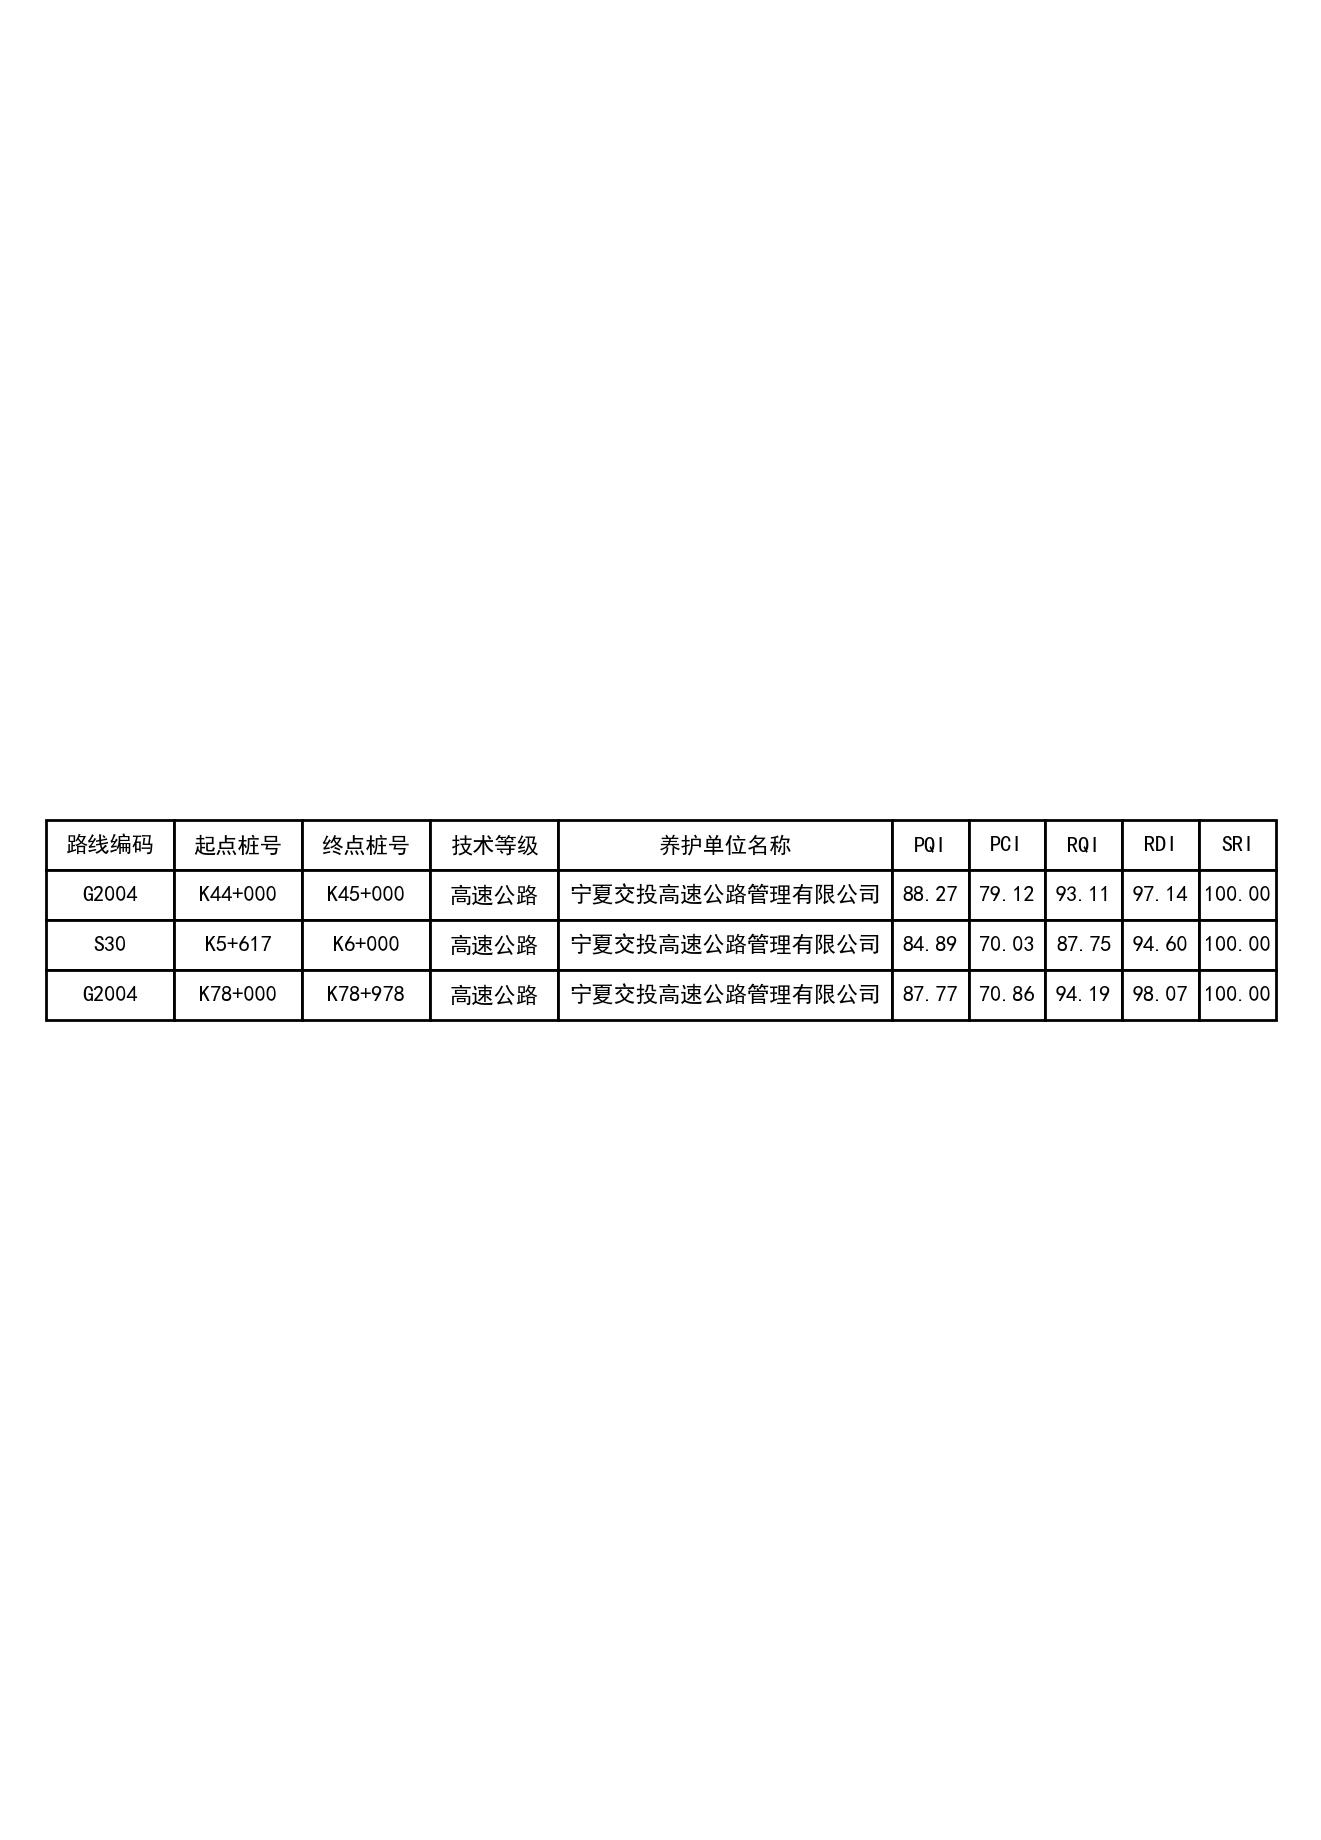 路线编码 起点桩号 终点桩号 技术等级 养护单位名称 PQI PCI RQI RDI SRI
G2004 K44+000 K45+000 高速公路 宁夏交投高速公路管理有限公司 88.27 79.12 93.11 97.14 100.00
S30 K5+617 K6+000 高速公路 宁夏交投高速公路管理有限公司 84.89 70.03 87.75 94.60 100.00
G2004 K78+000 K78+978 高速公路 宁夏交投高速公路管理有限公司 87.77 70.86 94.19 98.07 100.00